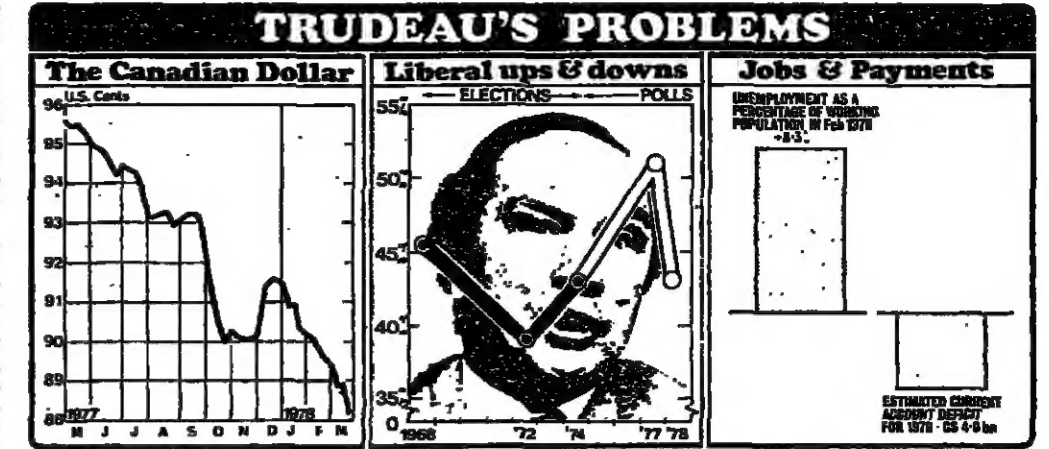 TRUDEAU'S PROBLEMS
The Canadian Dollar
U.S. Cents
96
95
94
93
92
91
90
89
88
1977
1978
M J J A S O N D J F M
Liberal ups & downs
ELECTIONS POLLS
55%
50%
45%
40%
35%
0
1968 '72 '74 '77 '78
Jobs & Payments
UNEMPLOYMENT AS A
PERCENTAGE OF WORKING
POPULATION IN Feb 1978
ESTIMATED CURRENT
ACCOUNT DEFICIT
FOR 1978 - C$